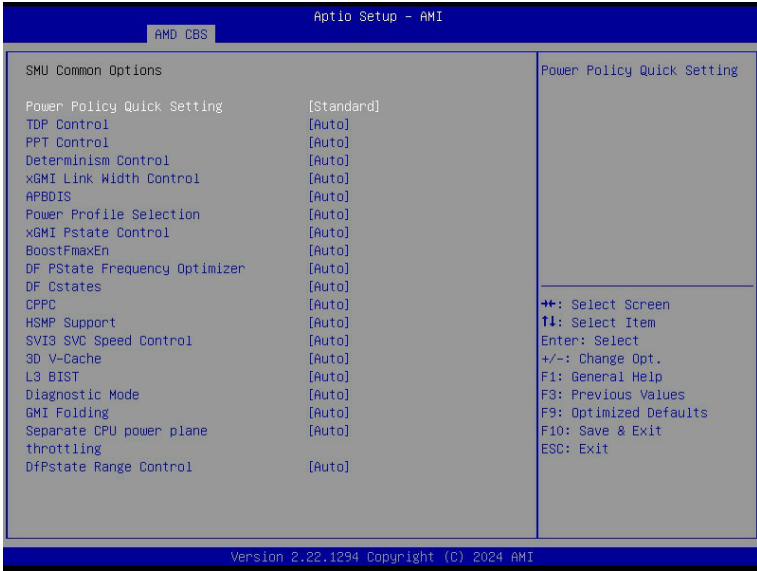 Aptio Setup – AMI
AMD CBS
SMU Common Options
Power Policy Quick Setting [Standard]
TDP Control [Auto]
PPT Control [Auto]
Determinism Control [Auto]
xGMI Link Width Control [Auto]
APBDIS [Auto]
Power Profile Selection [Auto]
xGMI Pstate Control [Auto]
BoostFmaxEn [Auto]
DF PState Frequency Optimizer [Auto]
DF Cstates [Auto]
CPPC [Auto]
HSMP Support [Auto]
SVI3 SVC Speed Control [Auto]
3D V-Cache [Auto]
L3 BIST [Auto]
Diagnostic Mode [Auto]
GMI Folding [Auto]
Separate CPU power plane [Auto]
throttling
DfPstate Range Control [Auto]
Power Policy Quick Setting
→←: Select Screen
↑↓: Select Item
Enter: Select
+/-: Change Opt.
F1: General Help
F3: Previous Values
F9: Optimized Defaults
F10: Save & Exit
ESC: Exit
Version 2.22.1294 Copyright (C) 2024 AMI